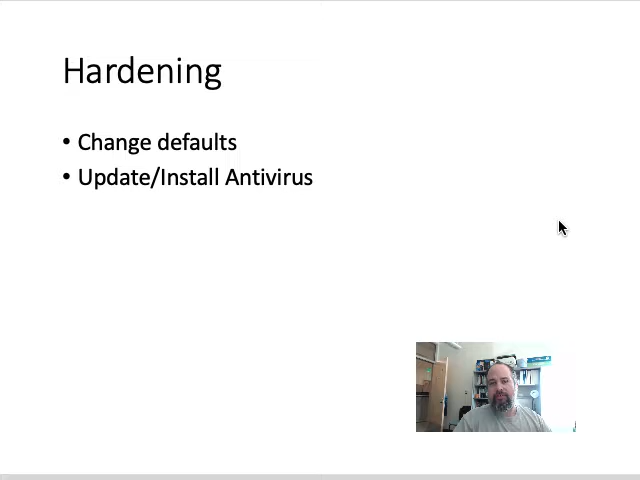 Hardening
• Change defaults
• Update/Install Antivirus